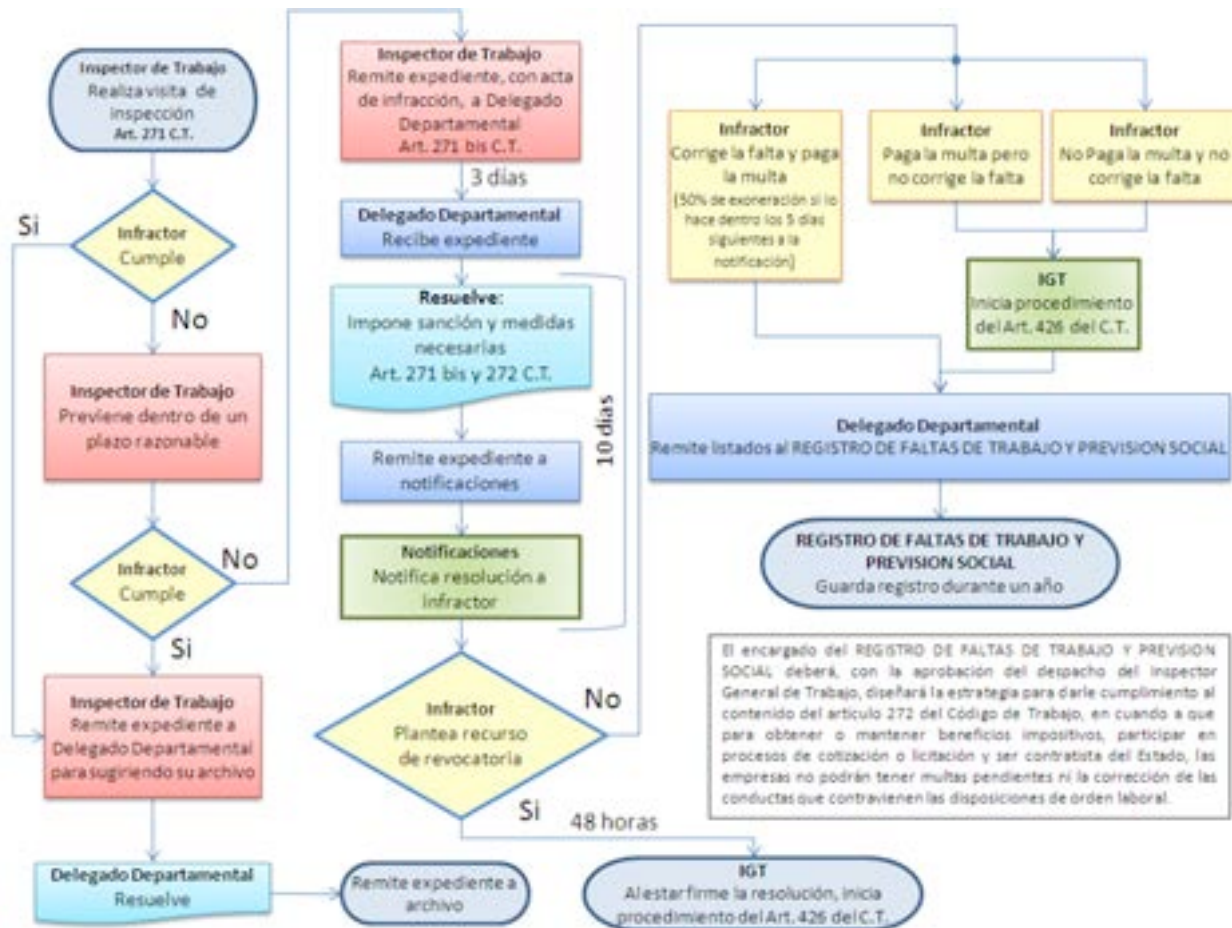 Inspector de Trabajo
Realiza visita de
inspección
Art. 271 C.T.
Si
Infractor
Cumple
No
Inspector de Trabajo
Previene dentro de un
plazo razonable
Infractor
Cumple
No
Si
Inspector de Trabajo
Remite expediente a
Delegado Departamental
para sugiriendo su archivo
Delegado Departamental
Resuelve
Remite expediente a
archivo
Inspector de Trabajo
Remite expediente, con acta
de infracción, a Delegado
Departamental
Art. 271 bis C.T.
3 días
Delegado Departamental
Recibe expediente
Resuelve:
Impone sanción y medidas
necesarias
Art. 271 bis y 272 C.T.
Remite expediente a
notificaciones
Notificaciones
Notifica resolución a
infractor
10 días
Infractor
Plantea recurso
de revocatoria
No
Si
48 horas
IGT
Al estar firme la resolución, inicia
procedimiento del Art. 426 del C.T.
Infractor
Corrige la falta y paga
la multa
(50% de exoneración si lo
hace dentro los 5 días
siguientes a la
notificación)
Infractor
Paga la multa pero
no corrige la falta
Infractor
No Paga la multa y no
corrige la falta
IGT
Inicia procedimiento
del Art. 426 del C.T.
Delegado Departamental
Remite listados al REGISTRO DE FALTAS DE TRABAJO Y PREVISION SOCIAL
REGISTRO DE FALTAS DE TRABAJO Y
PREVISION SOCIAL
Guarda registro durante un año
El encargado del REGISTRO DE FALTAS DE TRABAJO Y PREVISION
SOCIAL deberá, con la aprobación del despacho del Inspector
General de Trabajo, diseñará la estrategia para darle cumplimiento al
contenido del artículo 272 del Código de Trabajo, en cuando a que
para obtener o mantener beneficios impositivos, participar en
procesos de cotización o licitación y ser contratista del Estado, las
empresas no podrán tener multas pendientes ni la corrección de las
conductas que contravienen las disposiciones de orden laboral.